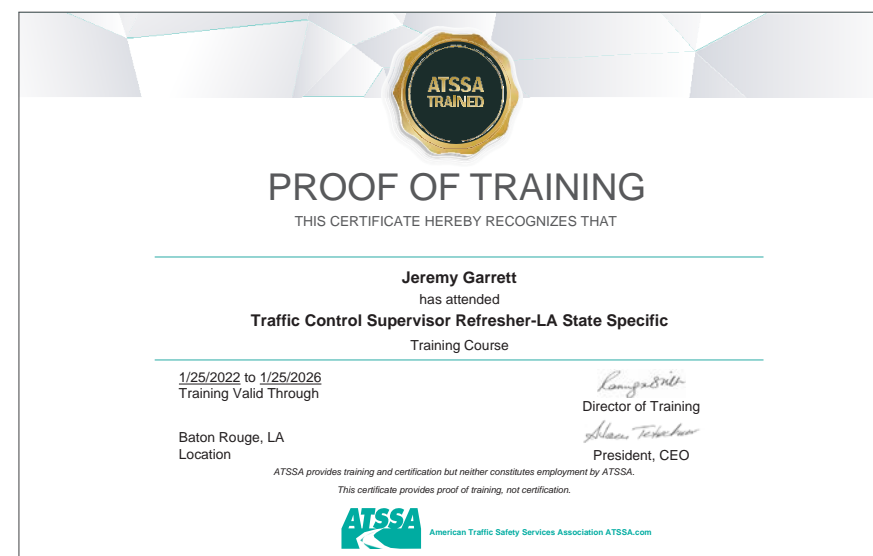 ATSSA
TRAINED
PROOF OF TRAINING
THIS CERTIFICATE HEREBY RECOGNIZES THAT
Jeremy Garrett
has attended
Traffic Control Supervisor Refresher-LA State Specific
Training Course
1/25/2022 to 1/25/2026
Training Valid Through
Director of Training
Baton Rouge, LA
Location
President, CEO
ATSSA provides training and certification but neither constitutes employment by ATSSA.
This certificate provides proof of training, not certification.
ATSSA
American Traffic Safety Services Association ATSSA.com